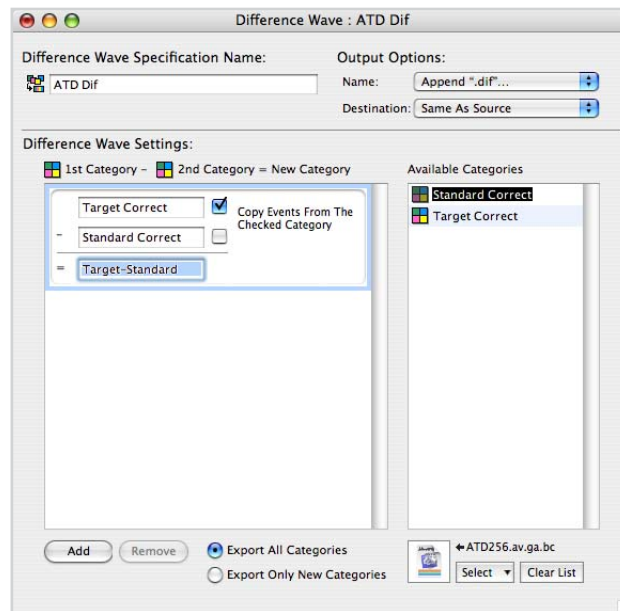 Difference Wave : ATD Dif
Difference Wave Specification Name:
ATD Dif
Output Options:
Name: Append ".dif"...
Destination: Same As Source
Difference Wave Settings:
1st Category - 2nd Category = New Category
Target Correct
Copy Events From The
Checked Category
- Standard Correct
= Target-Standard
Available Categories
Standard Correct
Target Correct
Add Remove
Export All Categories
Export Only New Categories
ATD256.av.ga.bc
Select Clear List